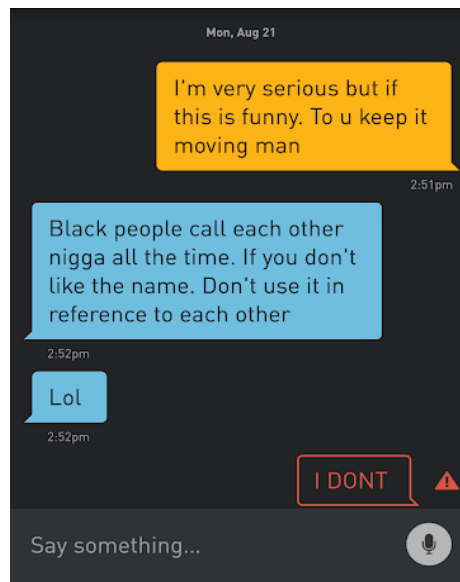 Mon, Aug 21
I'm very serious but if
this is funny. To u keep it
moving man
2:51pm
Black people call each other
nigga all the time. If you don't
like the name. Don't use it in
reference to each other
2:52pm
Lol
2:52pm
I DONT
Say something...